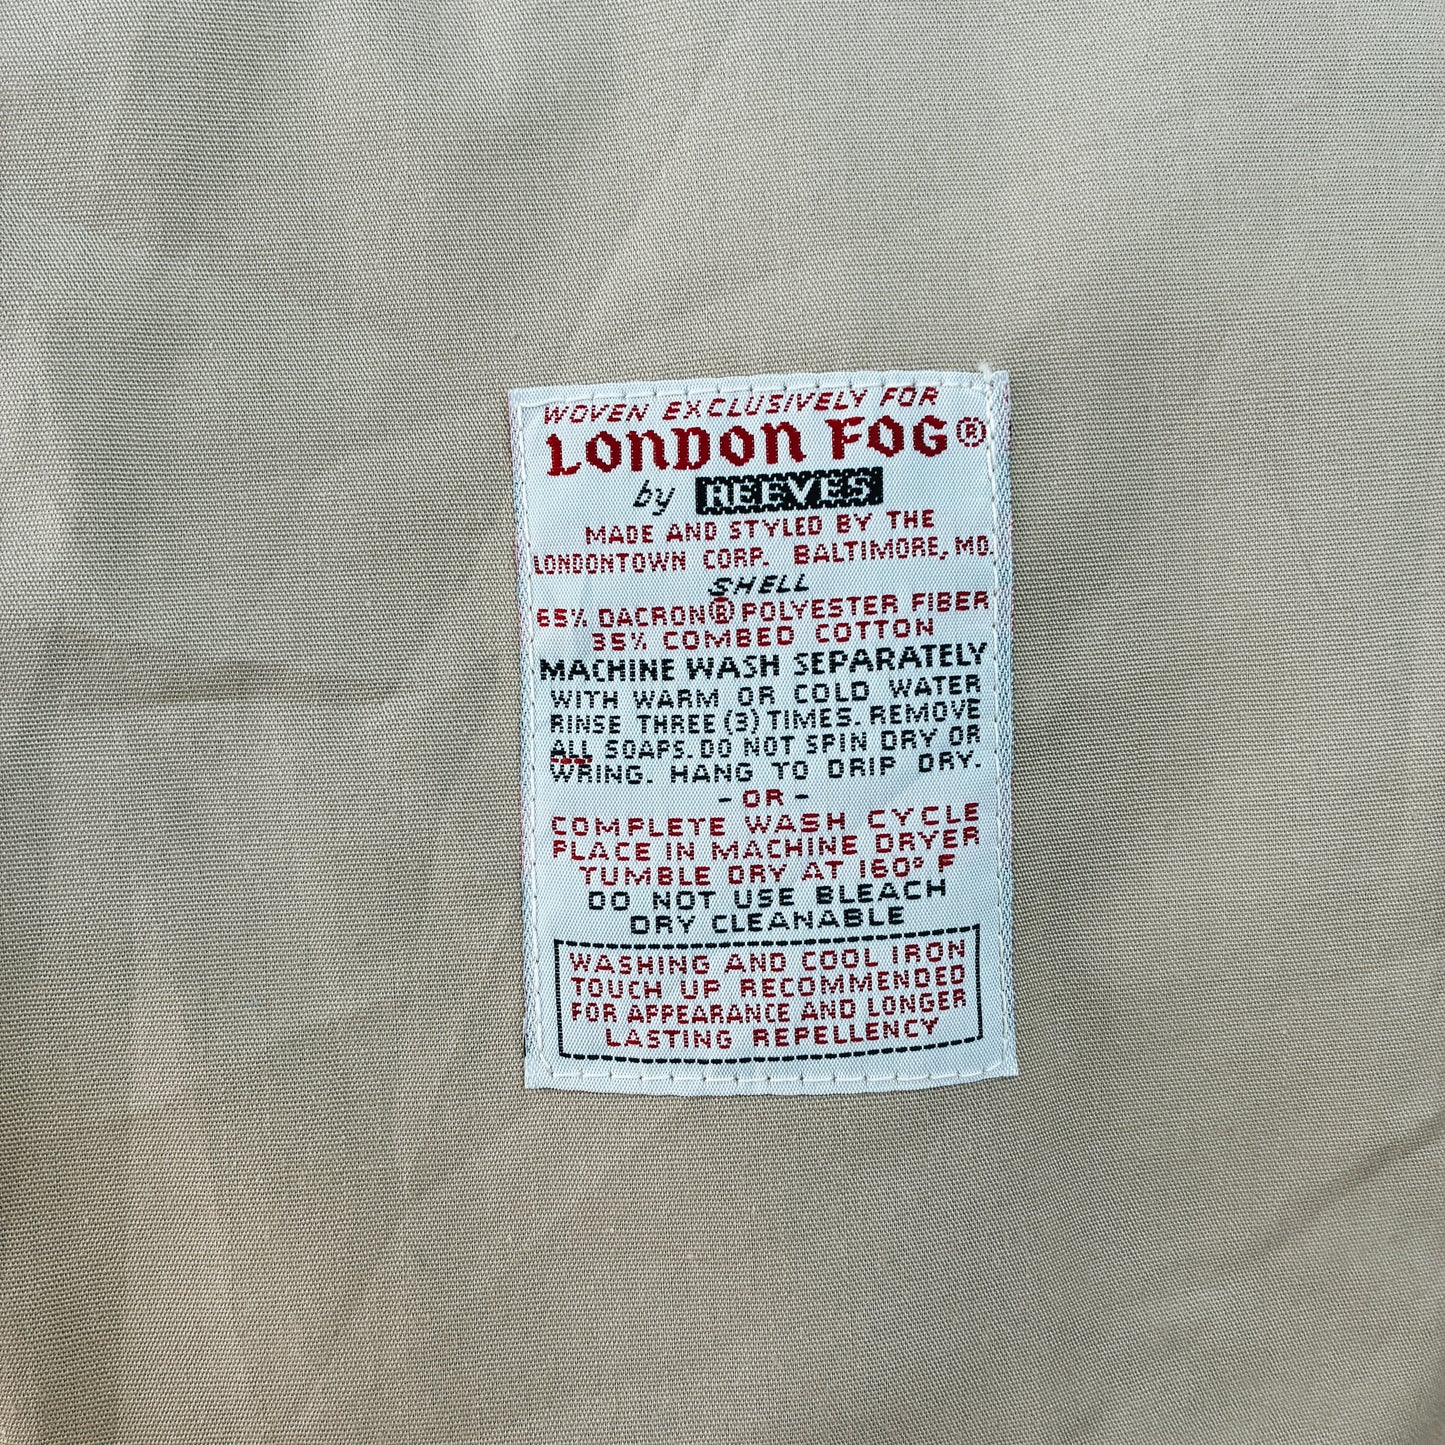 WOVEN EXCLUSIVELY FOR
LONDON FOG®
by REEVES
MADE AND STYLED BY THE
LONDONTOWN CORP. BALTIMORE, MD.
SHELL
65% DACRON® POLYESTER FIBER
35% COMBED COTTON
MACHINE WASH SEPARATELY
WITH WARM OR COLD WATER
RINSE THREE (3) TIMES. REMOVE
ALL SOAPS. DO NOT SPIN DRY OR
WRING. HANG TO DRIP DRY.
- OR -
COMPLETE WASH CYCLE
PLACE IN MACHINE DRYER
TUMBLE DRY AT 160° F
DO NOT USE BLEACH
DRY CLEANABLE
WASHING AND COOL IRON
TOUCH UP RECOMMENDED
FOR APPEARANCE AND LONGER
LASTING REPELLENCY